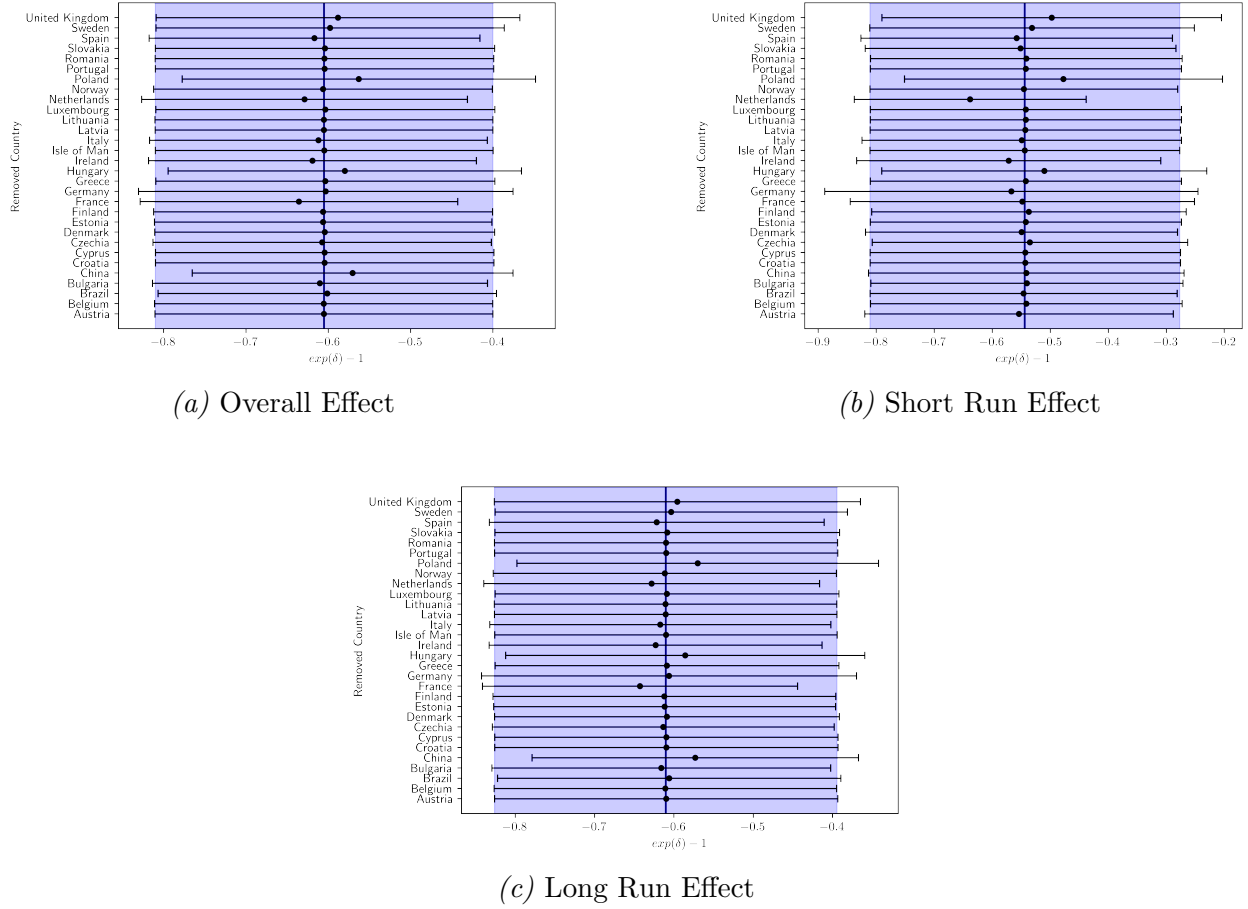 United Kingdom
Sweden
Spain
Slovakia
Romania
Portugal
Poland
Norway
Netherlands
Luxembourg
Lithuania
Latvia
Italy
Isle of Man
Ireland
Hungary
Greece
Germany
France
Finland
Estonia
Denmark
Czechia
Cyprus
Croatia
China
Bulgaria
Brazil
Belgium
Austria
Removed Country
−0.8 −0.7 −0.6 −0.5 −0.4
exp(δ) − 1
(a) Overall Effect
United Kingdom
Sweden
Spain
Slovakia
Romania
Portugal
Poland
Norway
Netherlands
Luxembourg
Lithuania
Latvia
Italy
Isle of Man
Ireland
Hungary
Greece
Germany
France
Finland
Estonia
Denmark
Czechia
Cyprus
Croatia
China
Bulgaria
Brazil
Belgium
Austria
Removed Country
−0.9 −0.8 −0.7 −0.6 −0.5 −0.4 −0.3 −0.2
exp(δ) − 1
(b) Short Run Effect
United Kingdom
Sweden
Spain
Slovakia
Romania
Portugal
Poland
Norway
Netherlands
Luxembourg
Lithuania
Latvia
Italy
Isle of Man
Ireland
Hungary
Greece
Germany
France
Finland
Estonia
Denmark
Czechia
Cyprus
Croatia
China
Bulgaria
Brazil
Belgium
Austria
Removed Country
−0.8 −0.7 −0.6 −0.5 −0.4
exp(δ) − 1
(c) Long Run Effect